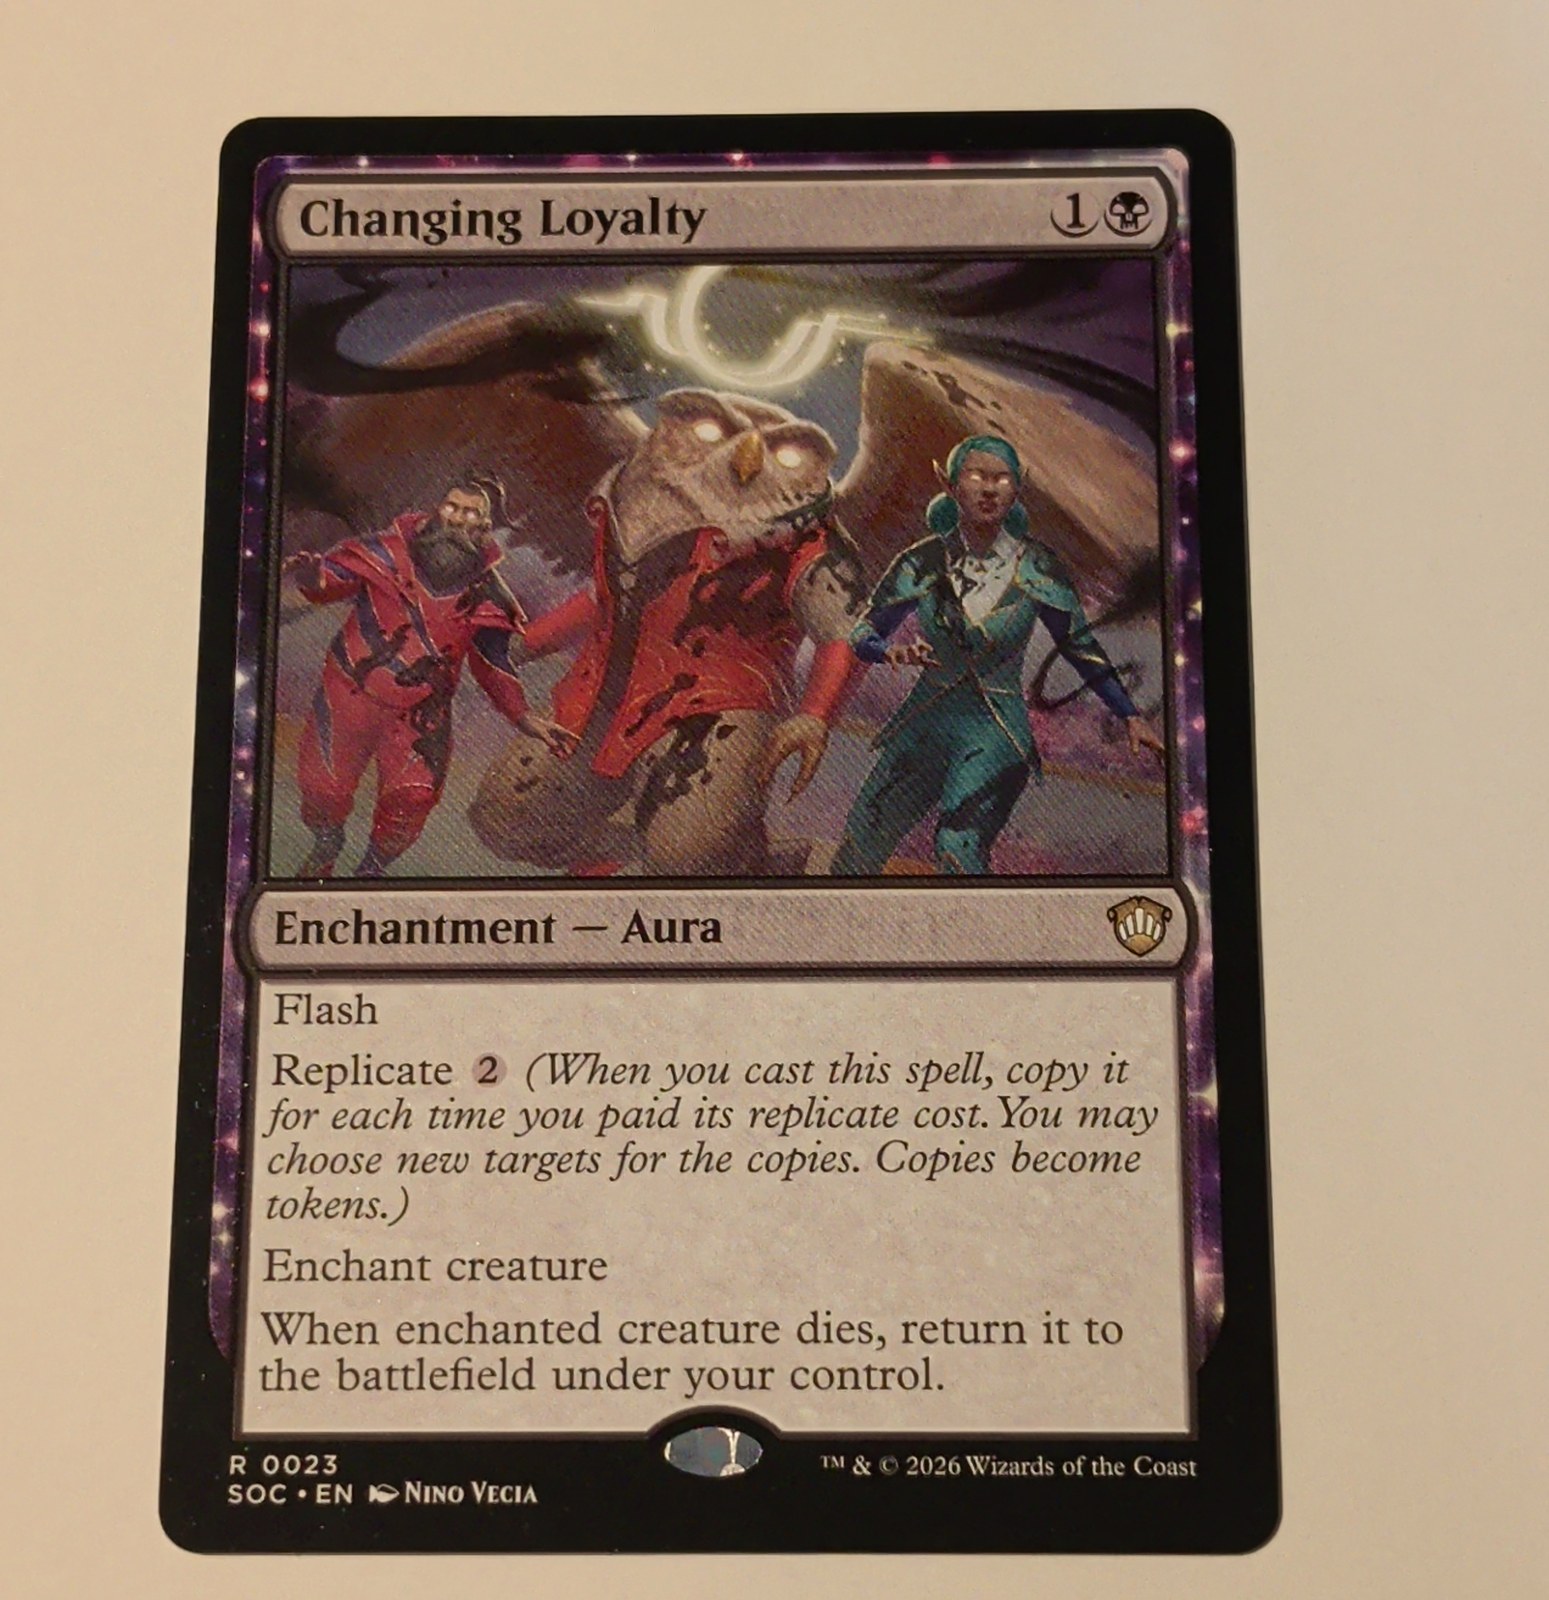 Changing Loyalty 1
Enchantment — Aura
Flash
Replicate 2 (When you cast this spell, copy it
for each time you paid its replicate cost. You may
choose new targets for the copies. Copies become
tokens.)
Enchant creature
When enchanted creature dies, return it to
the battlefield under your control.
R 0023
SOC • EN NINO VECIA
™ & © 2026 Wizards of the Coast